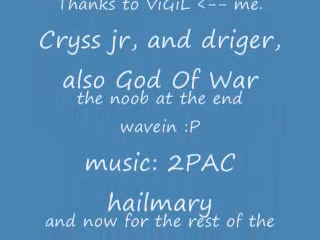 Thanks to ViGiL <-- me.
Cryss jr, and driger,
also God Of War
the noob at the end
wavein :P
music: 2PAC
hailmary
and now for the rest of the